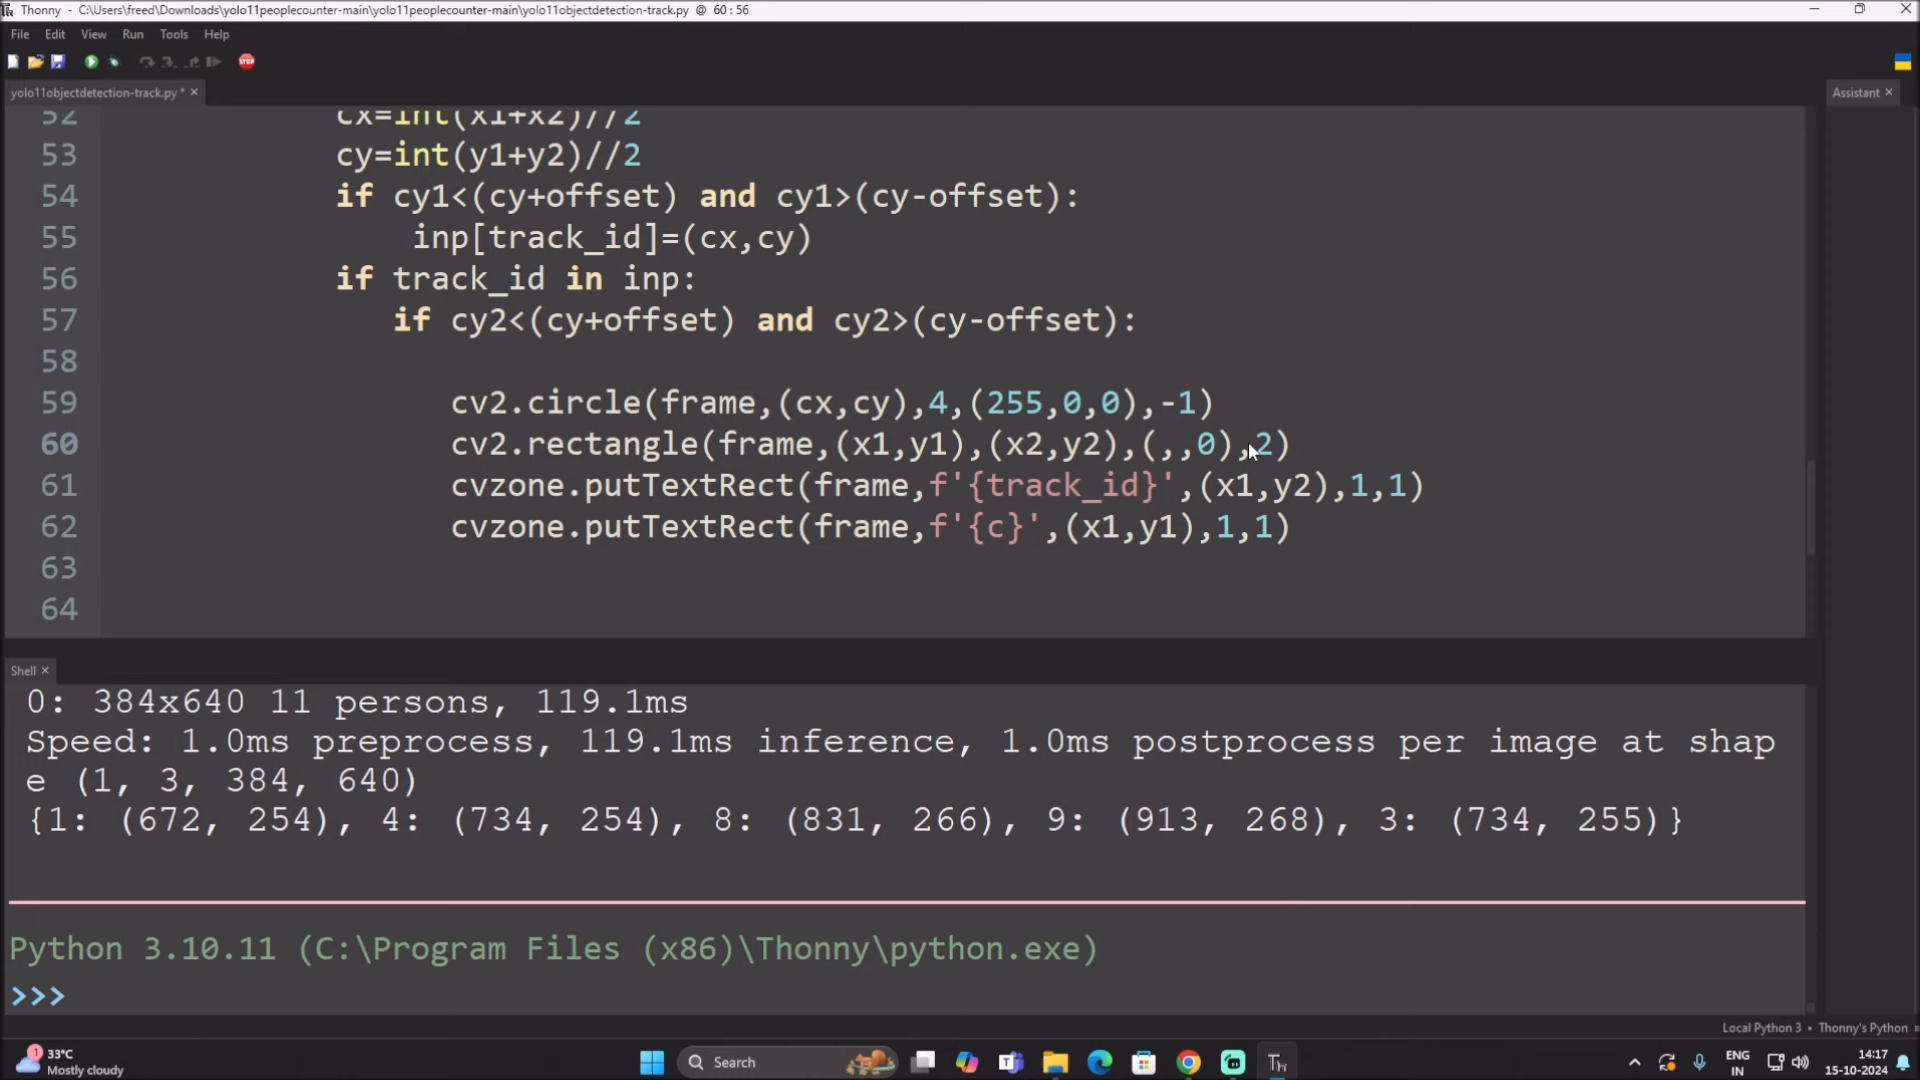 Thonny - C:\Users\freed\Downloads\yolo11peoplecounter-main\yolo11peoplecounter-main\yolo11objectdetection-track.py @ 60 : 56
File Edit View Run Tools Help
STOP
yolo11objectdetection-track.py * ×
Assistant ×
52 cx=int(x1+x2)//2
53 cy=int(y1+y2)//2
54 if cy1<(cy+offset) and cy1>(cy-offset):
55 inp[track_id]=(cx,cy)
56 if track_id in inp:
57 if cy2<(cy+offset) and cy2>(cy-offset):
58
59 cv2.circle(frame,(cx,cy),4,(255,0,0),-1)
60 cv2.rectangle(frame,(x1,y1),(x2,y2),(,,0),2)
61 cvzone.putTextRect(frame,f'{track_id}',(x1,y2),1,1)
62 cvzone.putTextRect(frame,f'{c}',(x1,y1),1,1)
63
64
Shell ×
0: 384x640 11 persons, 119.1ms
Speed: 1.0ms preprocess, 119.1ms inference, 1.0ms postprocess per image at shap
e (1, 3, 384, 640)
{1: (672, 254), 4: (734, 254), 8: (831, 266), 9: (913, 268), 3: (734, 255)}
Python 3.10.11 (C:\Program Files (x86)\Thonny\python.exe)
>>>
Local Python 3 • Thonny's Python
1
33°C
Mostly cloudy
Search
Th
ENG
IN
14:17
15-10-2024